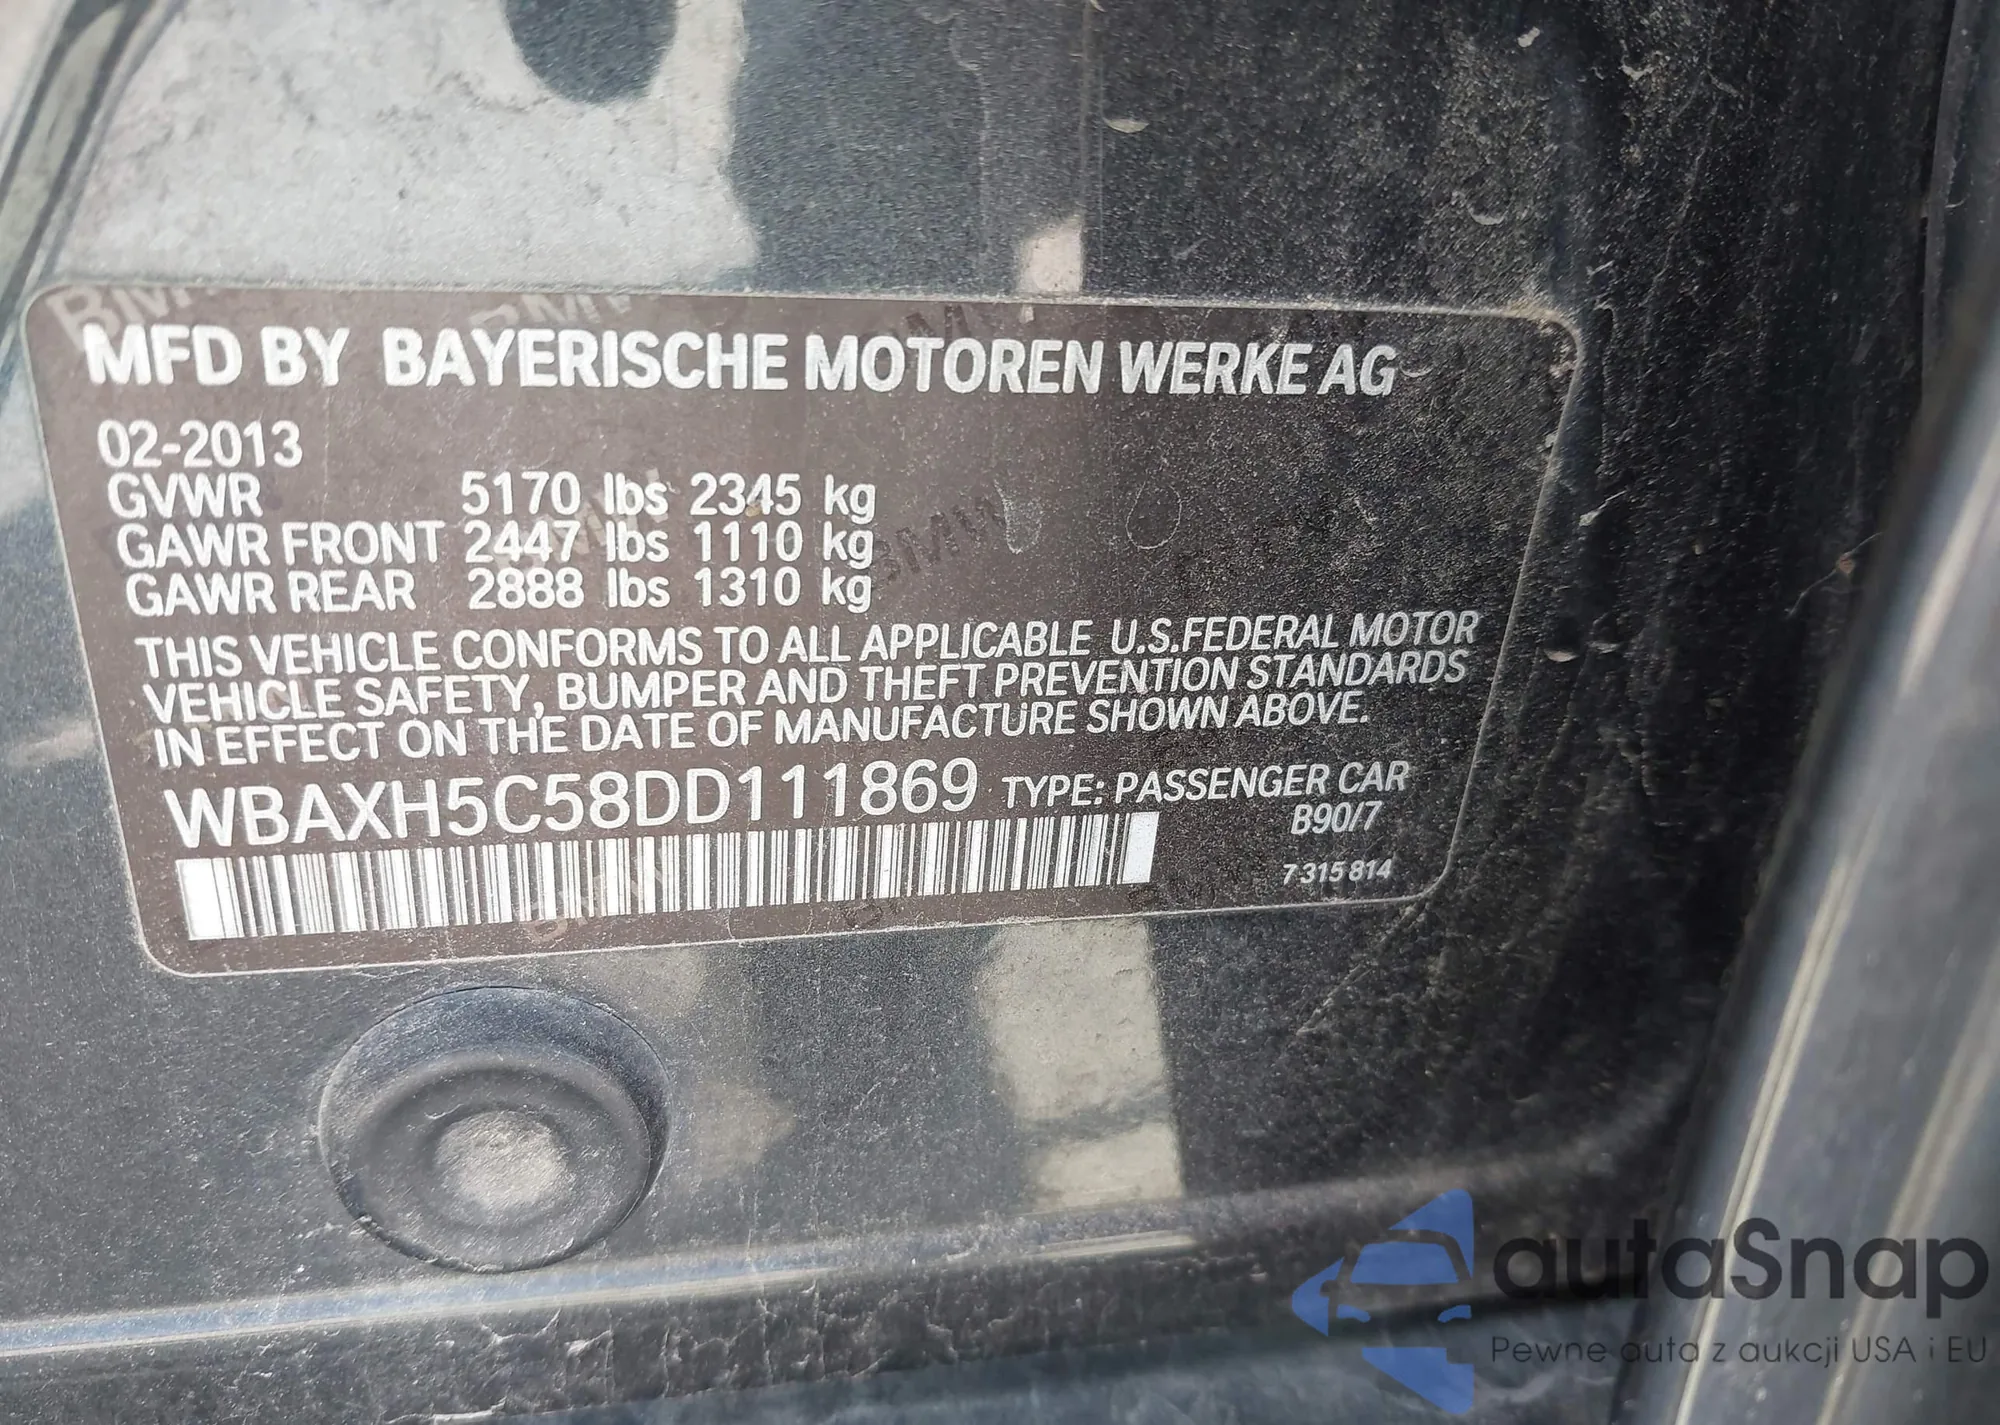 MFD BY BAYERISCHE MOTOREN WERKE AG
02-2013
GVWR 5170 lbs 2345 kg
GAWR FRONT 2447 lbs 1110 kg
GAWR REAR 2888 lbs 1310 kg
THIS VEHICLE CONFORMS TO ALL APPLICABLE U.S.FEDERAL MOTOR
VEHICLE SAFETY, BUMPER AND THEFT PREVENTION STANDARDS
IN EFFECT ON THE DATE OF MANUFACTURE SHOWN ABOVE.
WBAXH5C58DD111869 TYPE: PASSENGER CAR
B90/7
7 315 814
autaSnap
Pewne auta z aukcji USA i EU